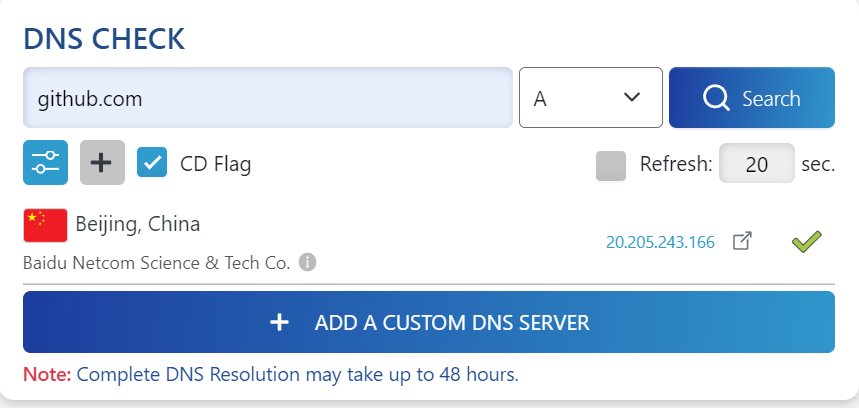 DNS CHECK
github.com A Search
CD Flag Refresh: 20 sec.
Beijing, China
20.205.243.166
Baidu Netcom Science & Tech Co.
ADD A CUSTOM DNS SERVER
Note: Complete DNS Resolution may take up to 48 hours.